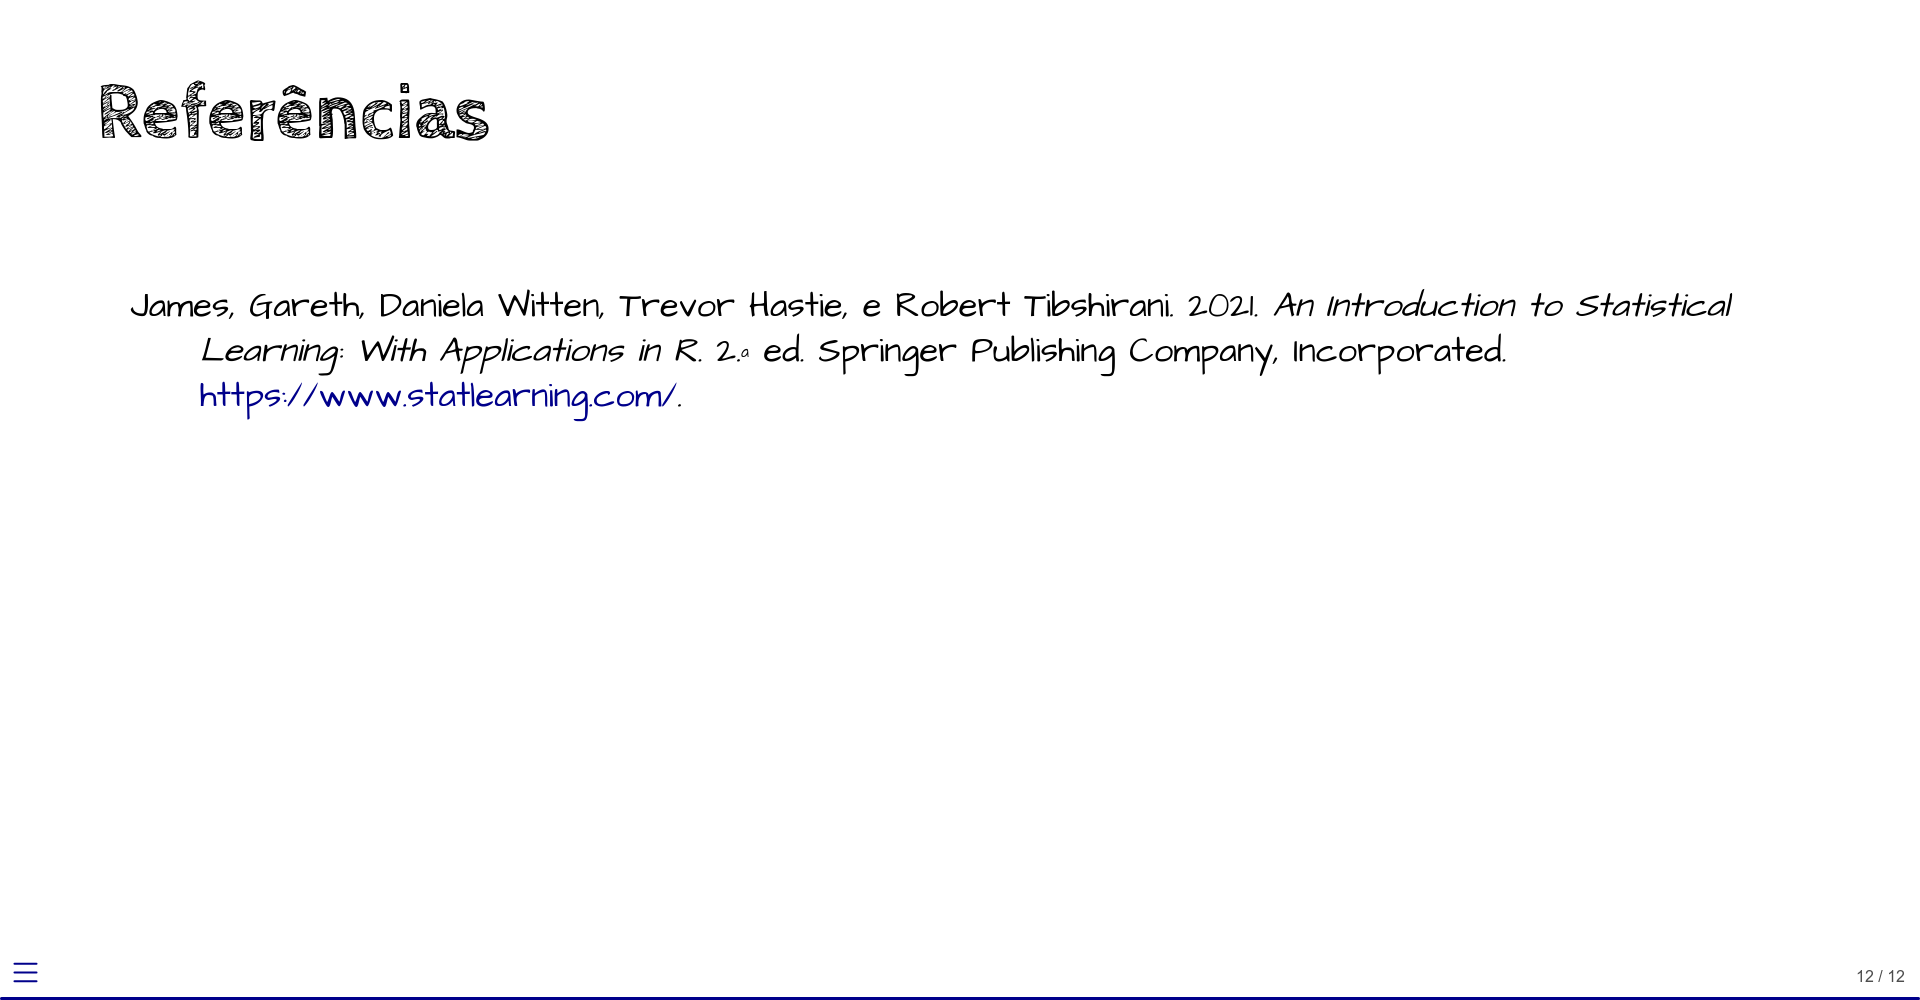 Referências
James, Gareth, Daniela Witten, Trevor Hastie, e Robert Tibshirani. 2021. An Introduction to Statistical
Learning: With Applications in R. 2.ª ed. Springer Publishing Company, Incorporated.
https://www.statlearning.com/.
12 / 12